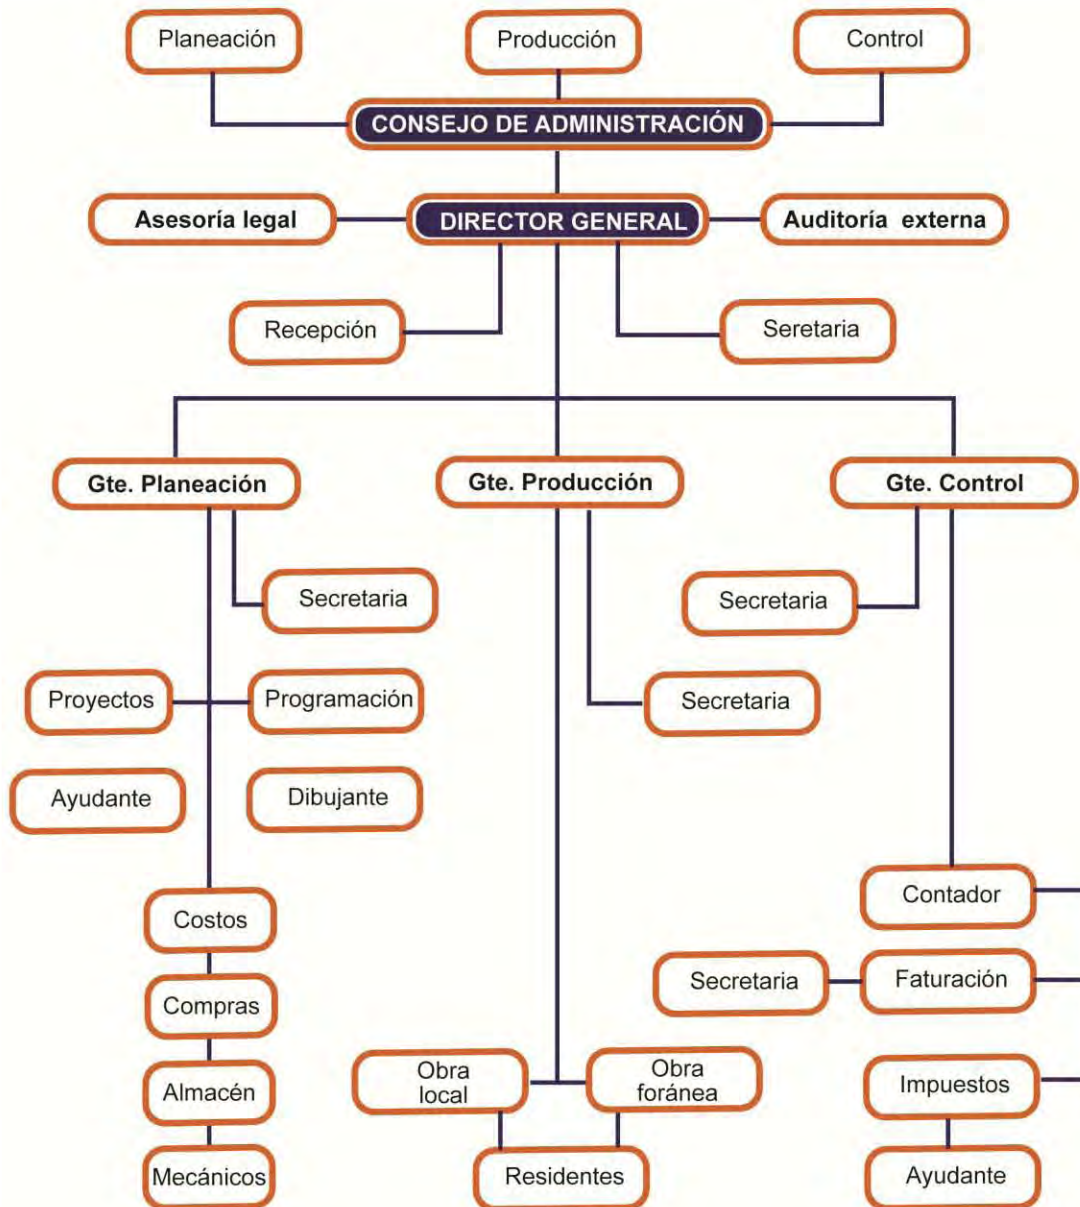 Planeación
Producción
Control
CONSEJO DE ADMINISTRACIÓN
Asesoría legal
DIRECTOR GENERAL
Auditoría externa
Recepción
Seretaria
Gte. Planeación
Gte. Producción
Gte. Control
Secretaria
Secretaria
Proyectos
Programación
Secretaria
Ayudante
Dibujante
Costos
Contador
Compras
Secretaria
Faturación
Almacén
Obra
local
Obra
foránea
Impuestos
Mecánicos
Residentes
Ayudante